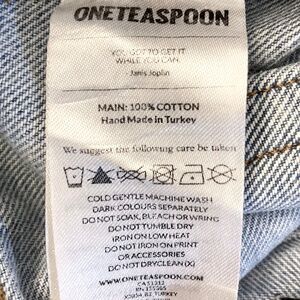 ONETEASPOON
YOU GOT TO GET IT
WHILE YOU CAN.
- Janis Joplin
MAIN: 100% COTTON
Hand Made in Turkey
We suggest the following care be taken
COLD GENTLE MACHINE WASH
DARK COLOURS SEPARATELY
DO NOT SOAK, BLEACH OR WRING
DO NOT TUMBLE DRY
IRON ON LOW HEAT
DO NOT IRON ON PRINT
OR ACCESSORIES
DO NOT DRYCLEAN (X)
WWW.ONETEASPOON.COM